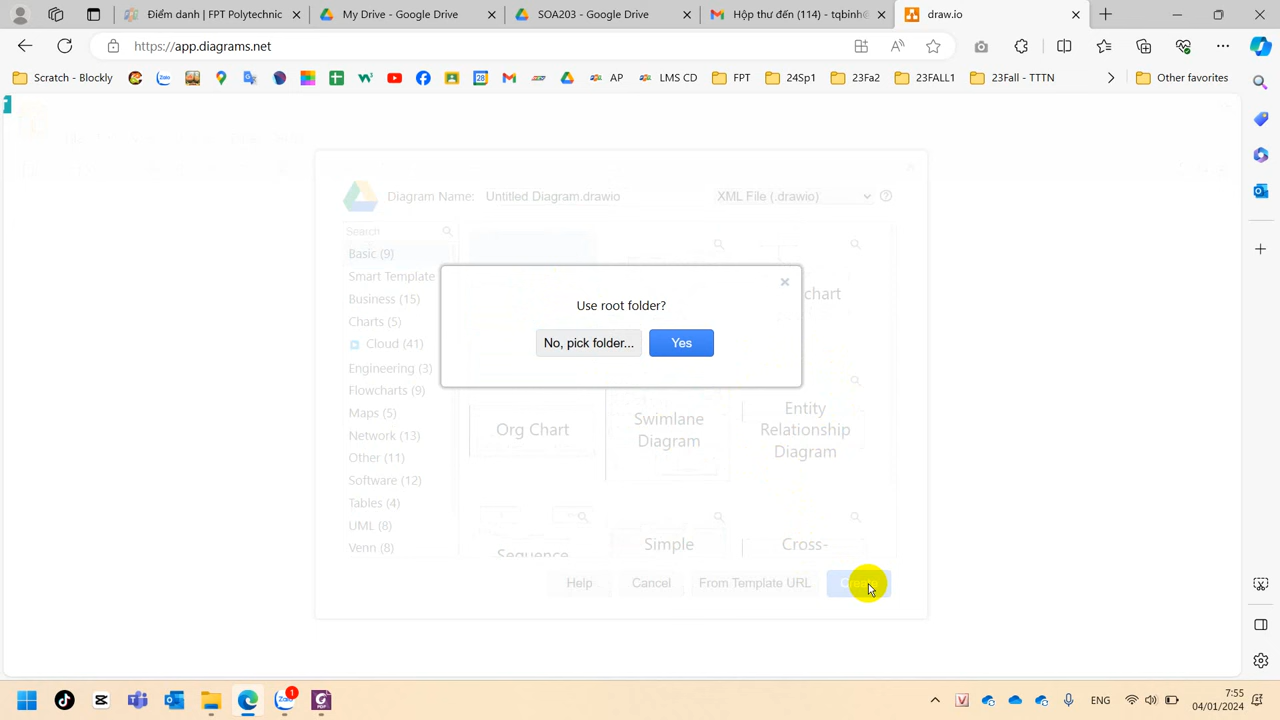 Điểm danh | FPT Polytechnic
My Drive - Google Drive
SOA203 - Google Drive
Hộp thư đến (114) - tqbinh@
draw.io
https://app.diagrams.net
Scratch - Blockly
AP
LMS CD
FPT
24Sp1
23Fa2
23FALL1
23Fall - TTTN
Other favorites
Diagram Name:
Untitled Diagram.drawio
XML File (.drawio)
Search
Basic (9)
Smart Template
Business (15)
Charts (5)
Cloud (41)
Engineering (3)
Flowcharts (9)
Maps (5)
Network (13)
Other (11)
Software (12)
Tables (4)
UML (8)
Venn (8)
Use root folder?
No, pick folder...
Yes
Org Chart
Swimlane
Diagram
Entity
Relationship
Diagram
Sequence
Simple
Cross-
Help
Cancel
From Template URL
Create
1
ENG
7:55
04/01/2024